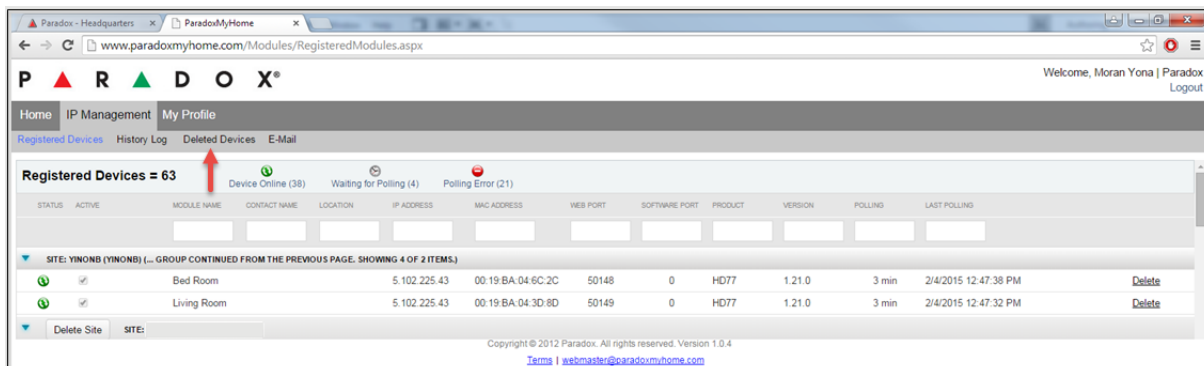 Paradox - Headquarters
ParadoxMyHome
www.paradoxmyhome.com/Modules/RegisteredModules.aspx
PARADOX®
Welcome, Moran Yona | Paradox
Logout
Home IP Management My Profile
Registered Devices History Log Deleted Devices E-Mail
Registered Devices = 63
Device Online (38) Waiting for Polling (4) Polling Error (21)
STATUS ACTIVE MODULE NAME CONTACT NAME LOCATION IP ADDRESS MAC ADDRESS WEB PORT SOFTWARE PORT PRODUCT VERSION POLLING LAST POLLING
SITE: YINONB (YINONB) (... GROUP CONTINUED FROM THE PREVIOUS PAGE. SHOWING 4 OF 2 ITEMS.)
Bed Room 5.102.225.43 00:19:BA:04:6C:2C 50148 0 HD77 1.21.0 3 min 2/4/2015 12:47:38 PM Delete
Living Room 5.102.225.43 00:19:BA:04:3D:8D 50149 0 HD77 1.21.0 3 min 2/4/2015 12:47:32 PM Delete
Delete Site SITE:
Copyright © 2012 Paradox. All rights reserved. Version 1.0.4
Terms | webmaster@paradoxmyhome.com